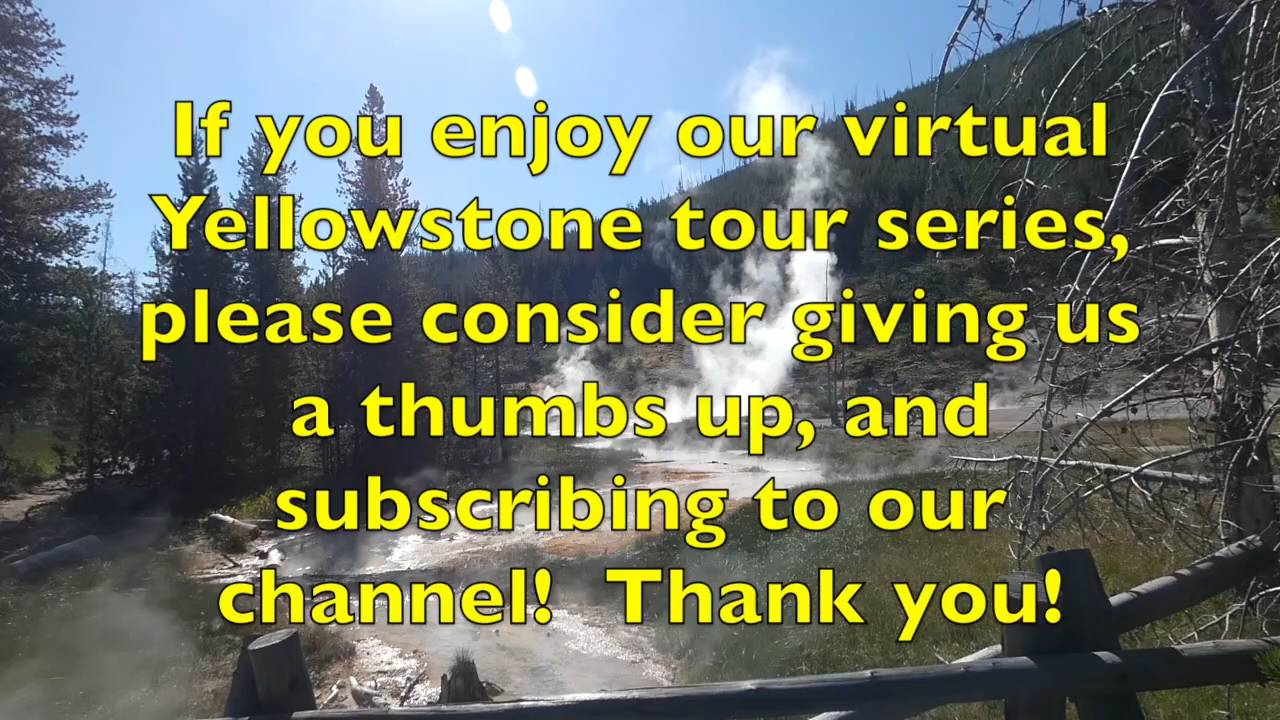 If you enjoy our virtual
Yellowstone tour series,
please consider giving us
a thumbs up, and
subscribing to our
channel!  Thank you!